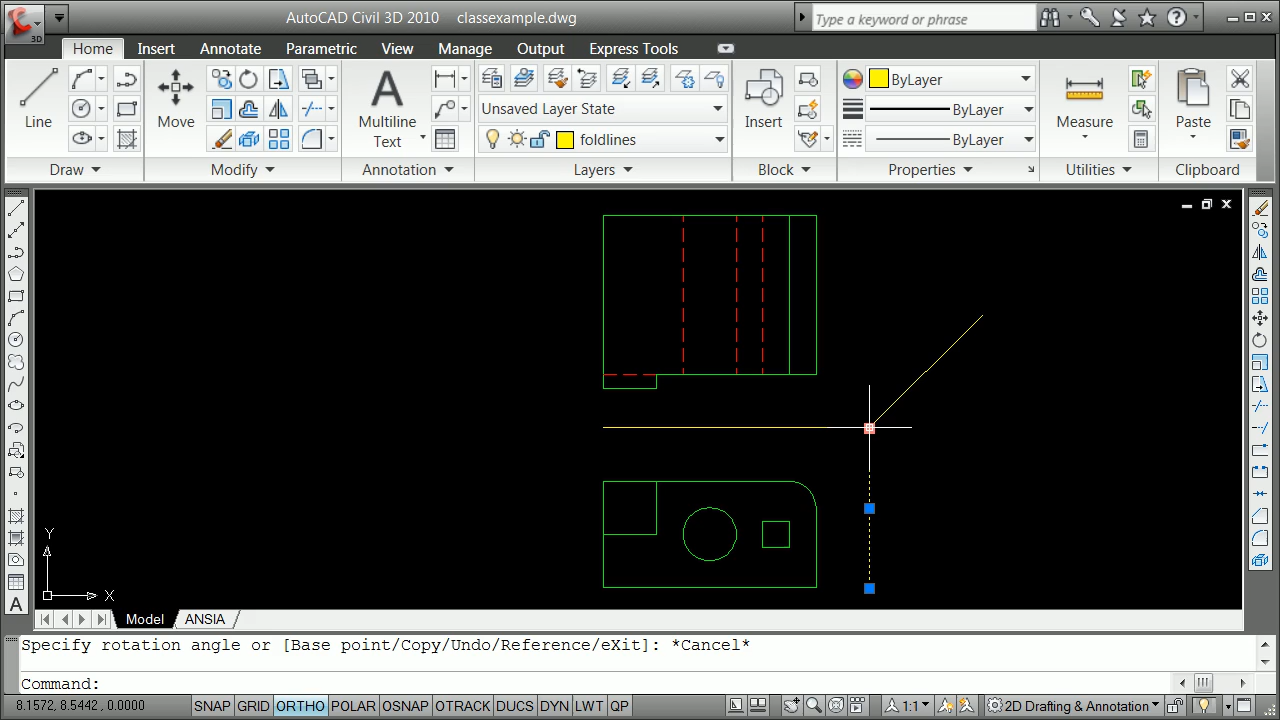 AutoCAD Civil 3D 2010 classexample.dwg
Type a keyword or phrase
3D
Home Insert Annotate Parametric View Manage Output Express Tools
Line
Move
Multiline
Text
Unsaved Layer State
foldlines
Insert
ByLayer
ByLayer
ByLayer
Measure
Paste
Draw Modify Annotation Layers Block Properties Utilities Clipboard
Y
X
A
Model ANSIA
Specify rotation angle or [Base point/Copy/Undo/Reference/eXit]: *Cancel*
Command:
8.1572, 8.5442 , 0.0000 SNAP GRID ORTHO POLAR OSNAP OTRACK DUCS DYN LWT QP 1:1 2D Drafting & Annotation